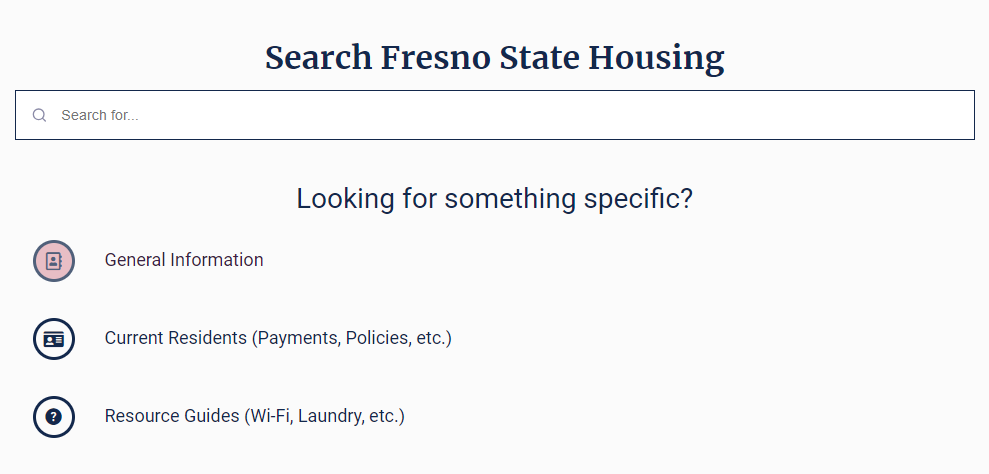 Search Fresno State Housing
Search for...
Looking for something specific?
General Information
Current Residents (Payments, Policies, etc.)
Resource Guides (Wi-Fi, Laundry, etc.)